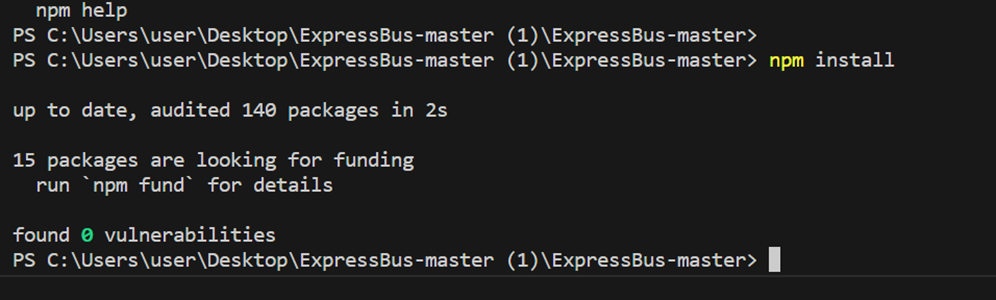 npm help
PS C:\Users\user\Desktop\ExpressBus-master (1)\ExpressBus-master>
PS C:\Users\user\Desktop\ExpressBus-master (1)\ExpressBus-master> npm install
up to date, audited 140 packages in 2s
15 packages are looking for funding
run `npm fund` for details
found 0 vulnerabilities
PS C:\Users\user\Desktop\ExpressBus-master (1)\ExpressBus-master>